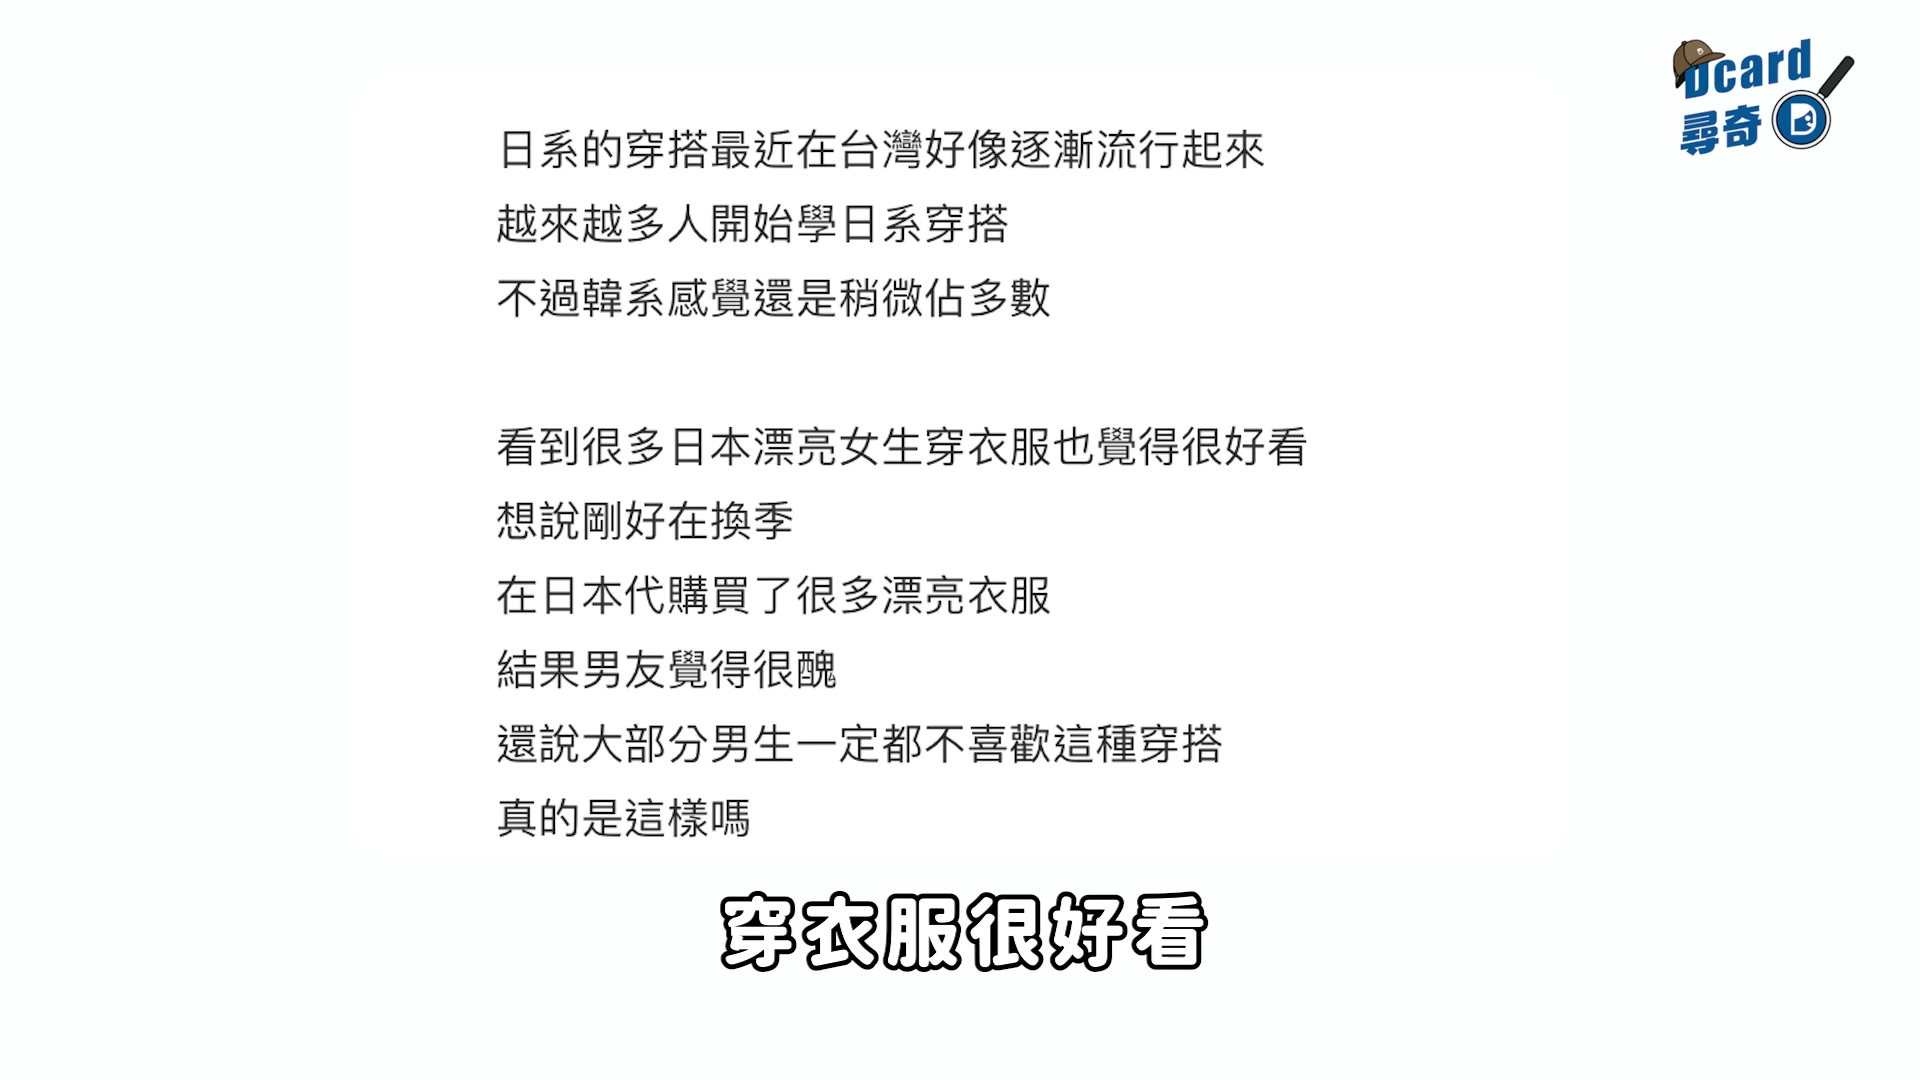 Dcard
尋奇
日系的穿搭最近在台灣好像逐漸流行起來
越來越多人開始學日系穿搭
不過韓系感覺還是稍微佔多數
看到很多日本漂亮女生穿衣服也覺得很好看
想說剛好在換季
在日本代購買了很多漂亮衣服
結果男友覺得很醜
還說大部分男生一定都不喜歡這種穿搭
真的是這樣嗎
穿衣服很好看